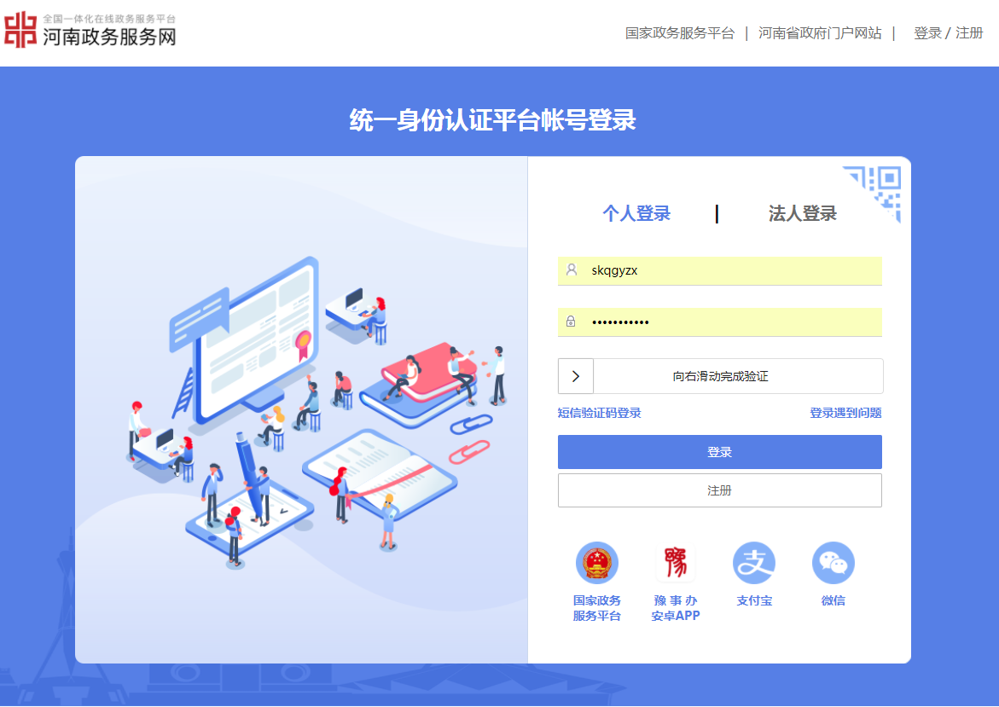 全国一体化在线政务服务平台
河南政务服务网
国家政务服务平台 | 河南省政府门户网站 | 登录 / 注册
统一身份认证平台帐号登录
个人登录 | 法人登录
skqgyzx
•••••••••••
向右滑动完成验证
短信验证码登录 登录遇到问题
登录
注册
国家政务 豫事办 支付宝 微信
服务平台 安卓APP